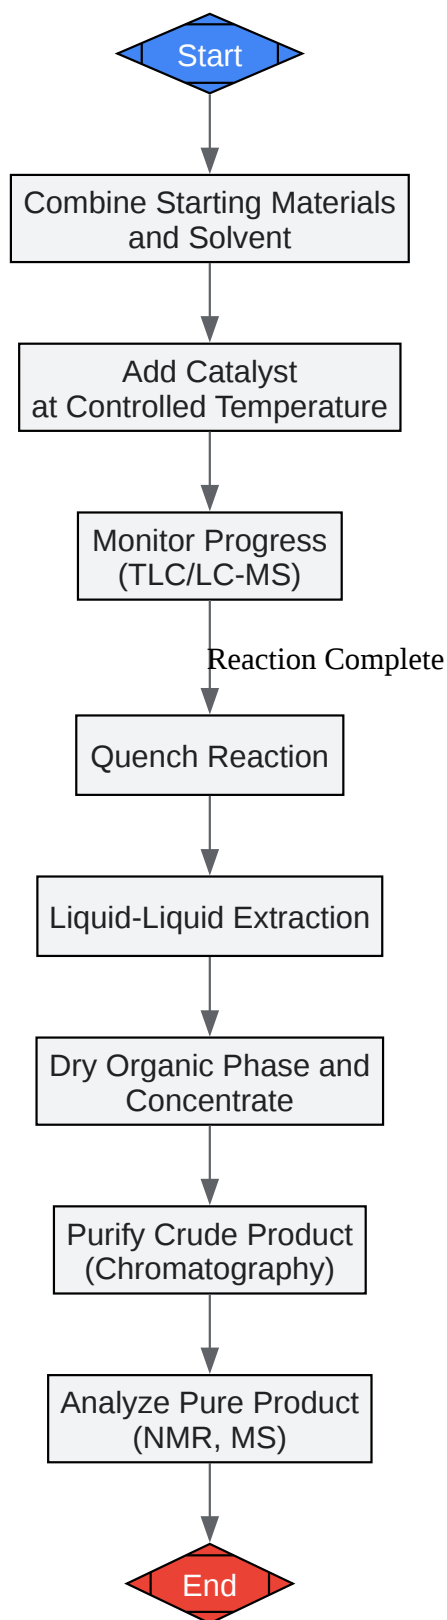 Start
Combine Starting Materials
and Solvent
Add Catalyst
at Controlled Temperature
Monitor Progress
(TLC/LC-MS)
Reaction Complete
Quench Reaction
Liquid-Liquid Extraction
Dry Organic Phase and
Concentrate
Purify Crude Product
(Chromatography)
Analyze Pure Product
(NMR, MS)
End